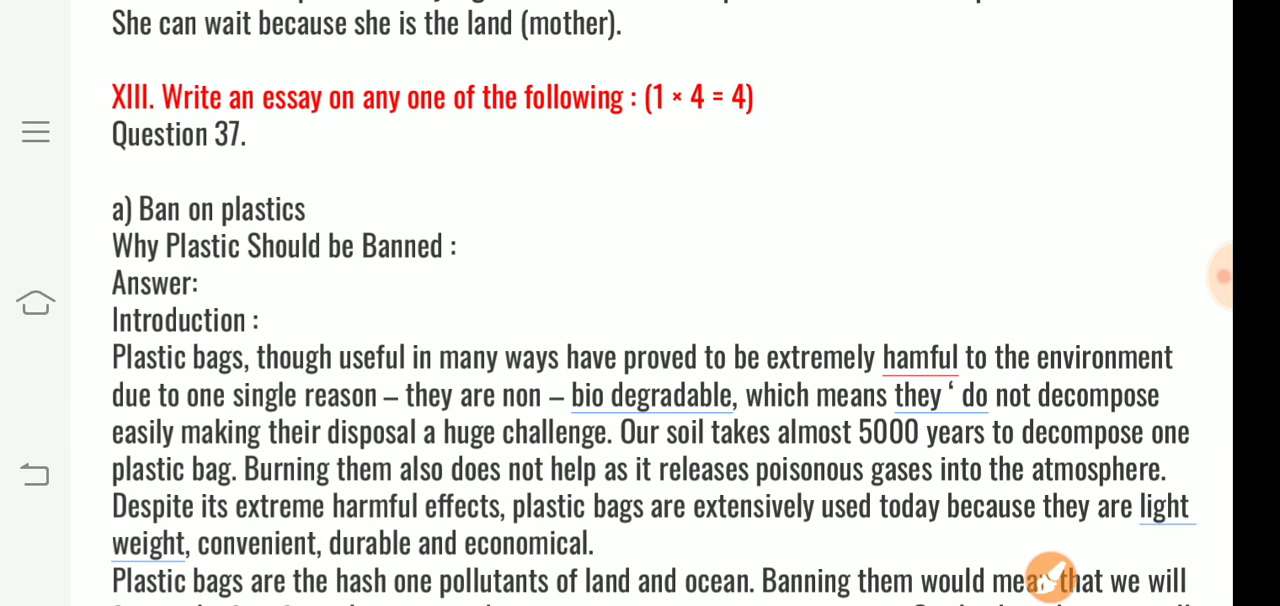 She can wait because she is the land (mother).
XIII. Write an essay on any one of the following : (1 × 4 = 4)
Question 37.
a) Ban on plastics
Why Plastic Should be Banned :
Answer:
Introduction :
Plastic bags, though useful in many ways have proved to be extremely hamful to the environment
due to one single reason – they are non – bio degradable, which means they ‘ do not decompose
easily making their disposal a huge challenge. Our soil takes almost 5000 years to decompose one
plastic bag. Burning them also does not help as it releases poisonous gases into the atmosphere.
Despite its extreme harmful effects, plastic bags are extensively used today because they are light
weight, convenient, durable and economical.
Plastic bags are the hash one pollutants of land and ocean. Banning them would mean that we will